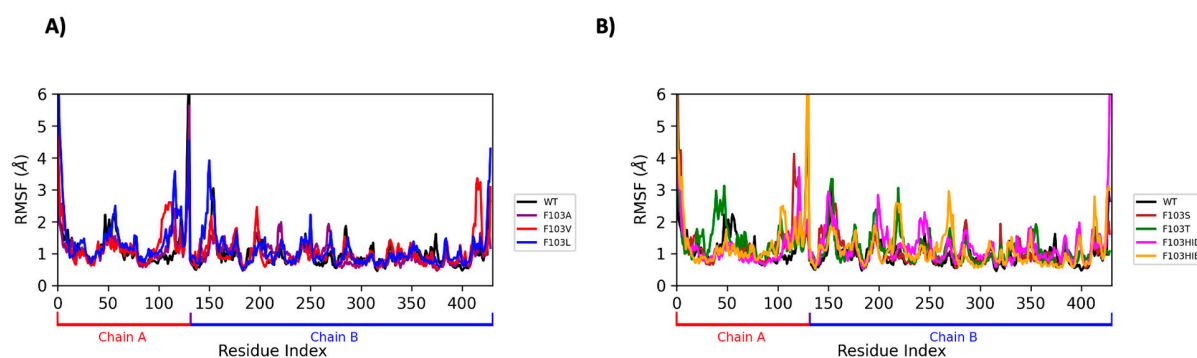 A)
RMSF (Å)
6
5
4
3
2
1
0
0 50 100 150 200 250 300 350 400
Chain A Chain B
Residue Index
WT
F103A
F103V
F103L
B)
RMSF (Å)
6
5
4
3
2
1
0
0 50 100 150 200 250 300 350 400
Chain A Chain B
Residue Index
WT
F103S
F103T
F103HID
F103HIE